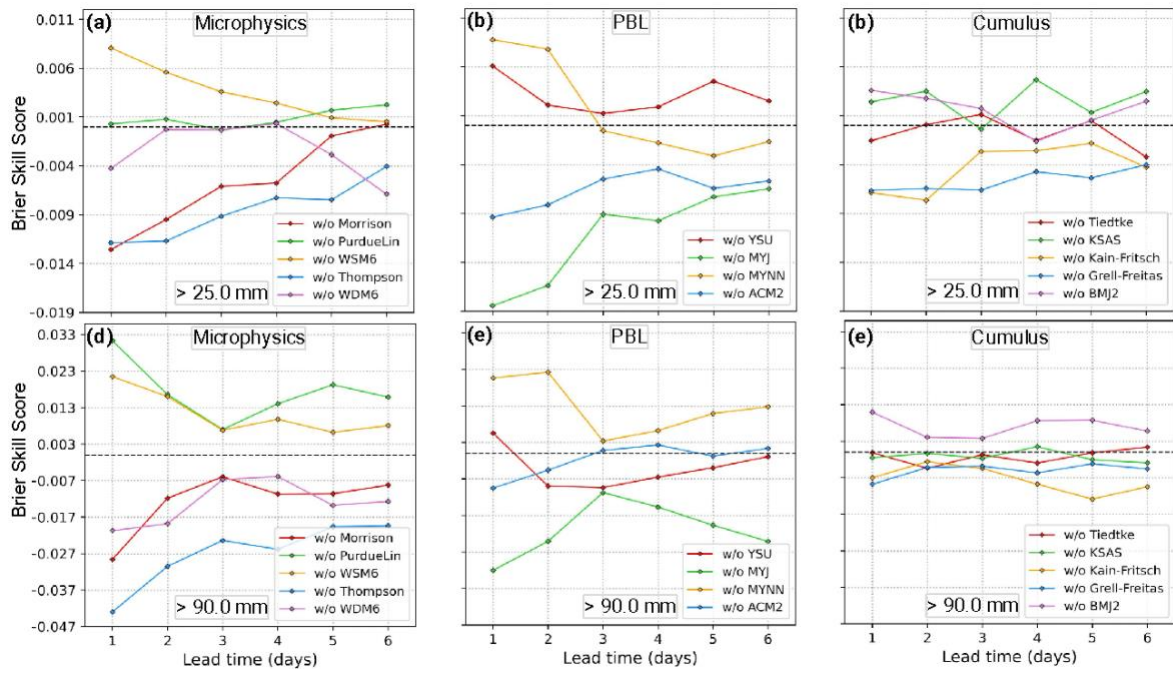 (a) Microphysics
(b) PBL
(b) Cumulus
Brier Skill Score
0.011
0.006
0.001
-0.004
-0.009
-0.014
-0.019
w/o Morrison
w/o PurdueLin
w/o WSM6
w/o Thompson
w/o WDM6
> 25.0 mm
w/o YSU
w/o MYJ
w/o MYNN
w/o ACM2
> 25.0 mm
w/o Tiedtke
w/o KSAS
w/o Kain-Fritsch
w/o Grell-Freitas
w/o BMJ2
> 25.0 mm
(d) Microphysics
(e) PBL
(e) Cumulus
Brier Skill Score
0.033
0.023
0.013
0.003
-0.007
-0.017
-0.027
-0.037
-0.047
w/o Morrison
w/o PurdueLin
w/o WSM6
w/o Thompson
w/o WDM6
> 90.0 mm
w/o YSU
w/o MYJ
w/o MYNN
w/o ACM2
> 90.0 mm
w/o Tiedtke
w/o KSAS
w/o Kain-Fritsch
w/o Grell-Freitas
w/o BMJ2
> 90.0 mm
1 2 3 4 5 6
Lead time (days)
1 2 3 4 5 6
Lead time (days)
1 2 3 4 5 6
Lead time (days)